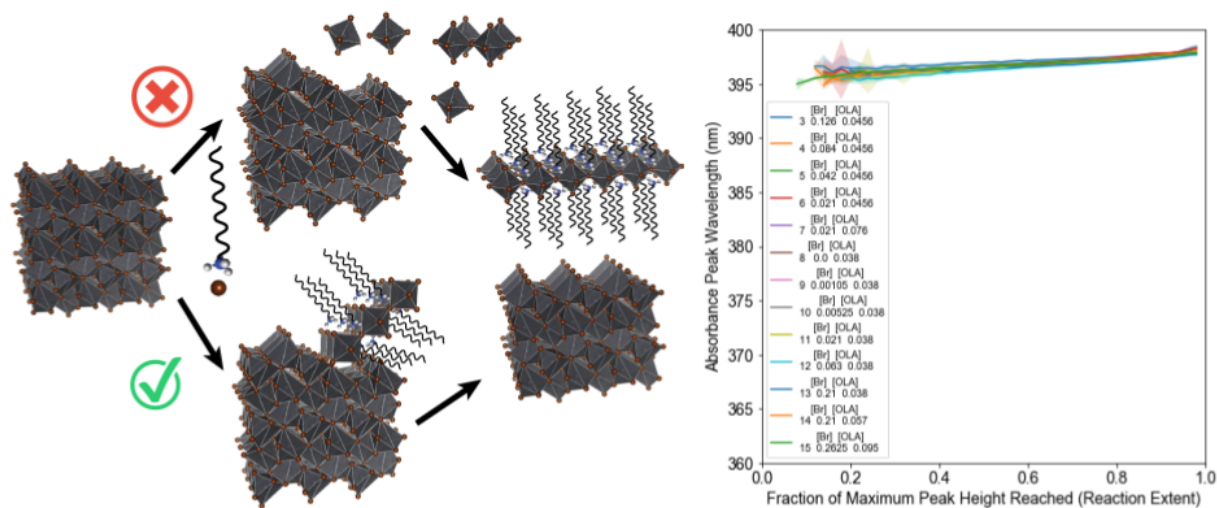 400
395
390
385
380
375
370
365
360
Absorbance Peak Wavelength (nm)
[Br] [OLA]
3 0.126 0.0456
[Br] [OLA]
4 0.084 0.0456
[Br] [OLA]
5 0.042 0.0456
[Br] [OLA]
6 0.021 0.0456
[Br] [OLA]
7 0.021 0.076
[Br] [OLA]
8 0.0 0.038
[Br] [OLA]
9 0.00105 0.038
[Br] [OLA]
10 0.00525 0.038
[Br] [OLA]
11 0.021 0.038
[Br] [OLA]
12 0.063 0.038
[Br] [OLA]
13 0.21 0.038
[Br] [OLA]
14 0.21 0.057
[Br] [OLA]
15 0.2625 0.095
0.0 0.2 0.4 0.6 0.8 1.0
Fraction of Maximum Peak Height Reached (Reaction Extent)